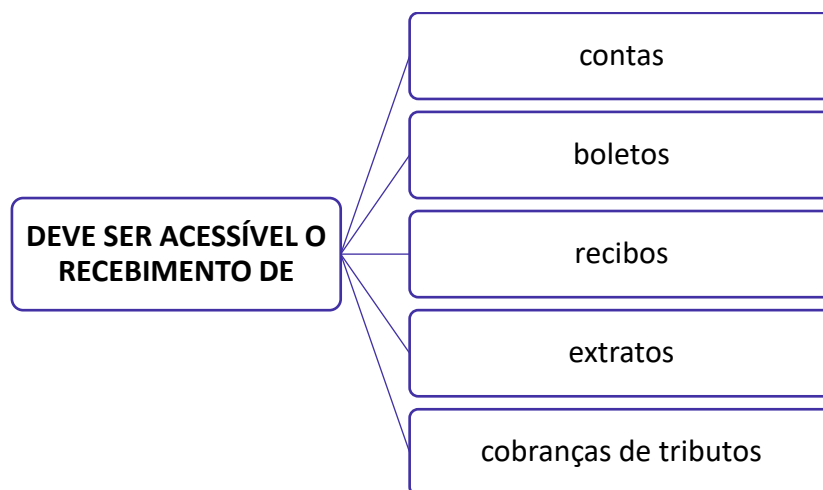 DEVE SER ACESSÍVEL O
RECEBIMENTO DE
contas
boletos
recibos
extratos
cobranças de tributos